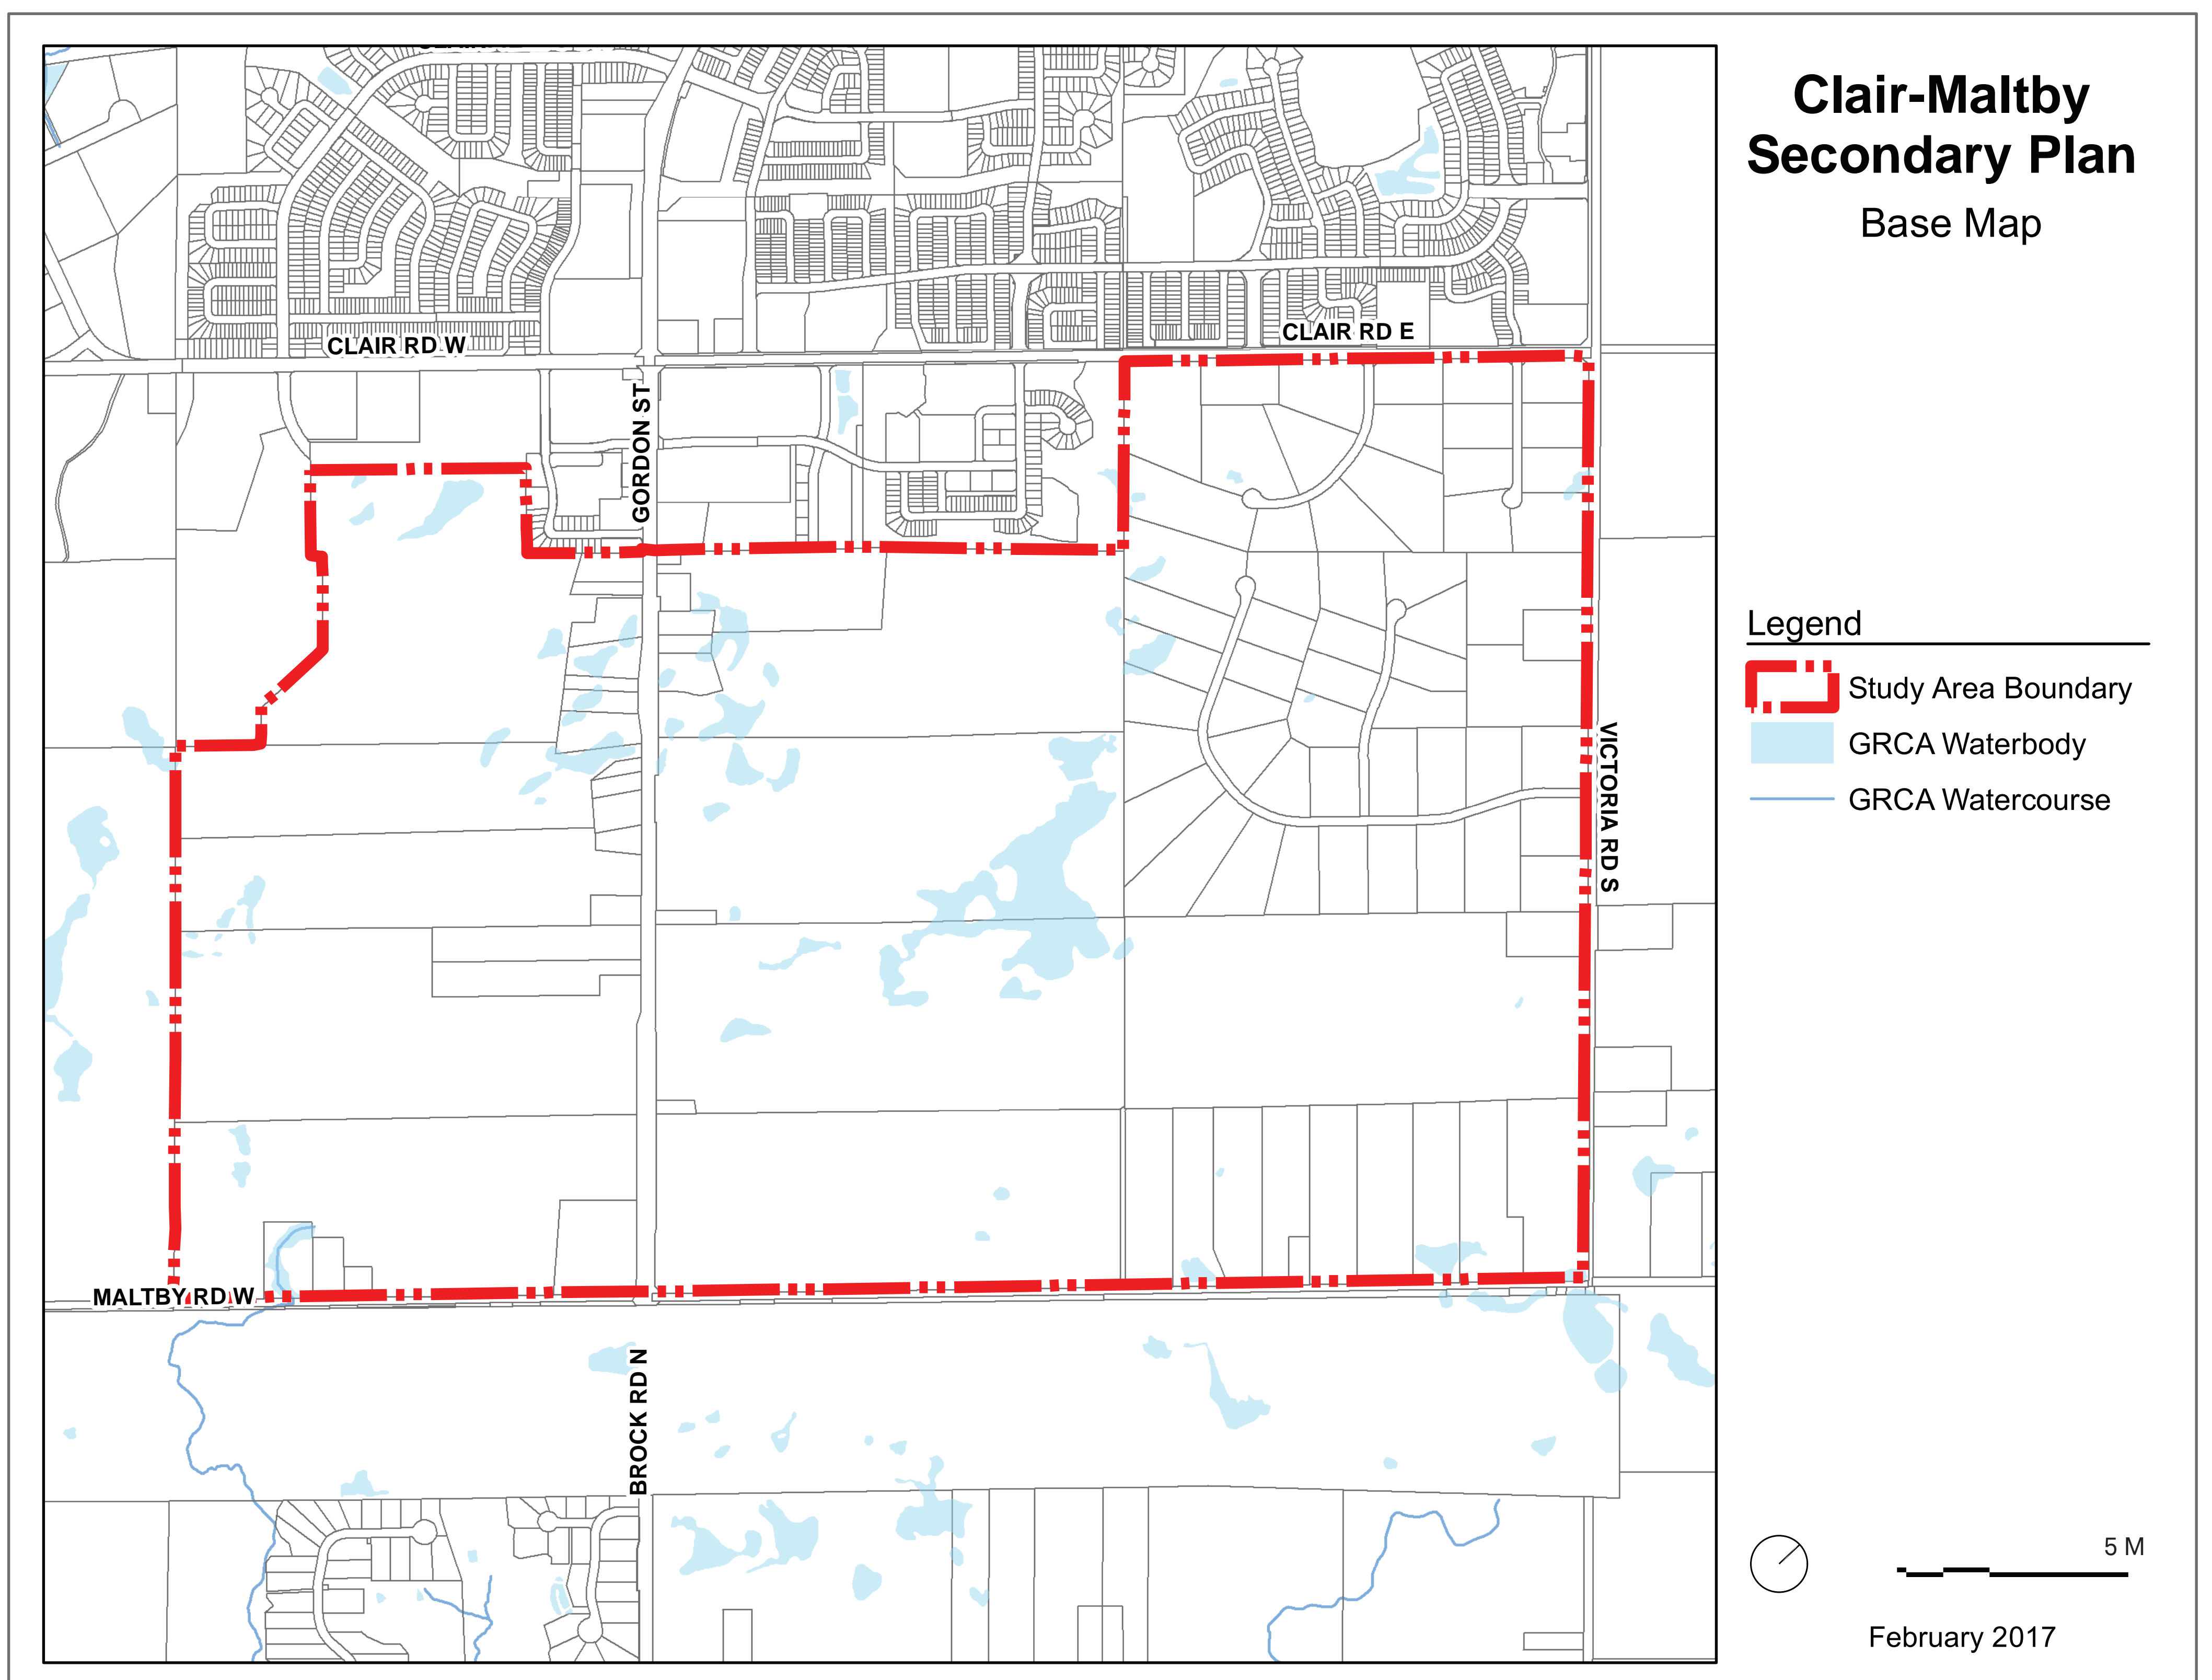 Clair-Maltby
Secondary Plan
Base Map
CLAIR RD W
CLAIR RD E
GORDON ST
VICTORIA RD S
MALTBY RD W
BROCK RD N
Legend
Study Area Boundary
GRCA Waterbody
GRCA Watercourse
5 M
February 2017